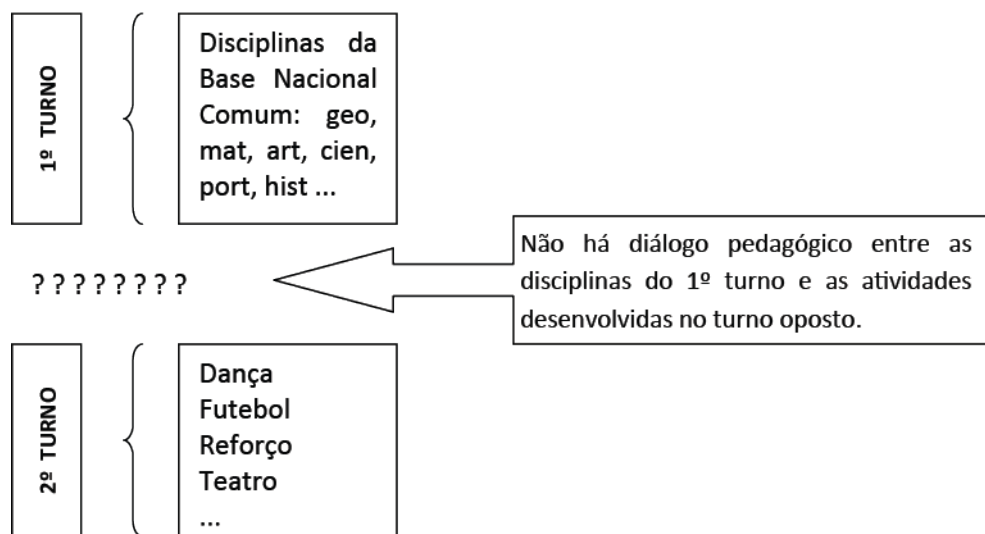 1º TURNO
Disciplinas da
Base Nacional
Comum: geo,
mat, art, cien,
port, hist ...
? ? ? ? ? ? ? ?
Não há diálogo pedagógico entre as
disciplinas do 1º turno e as atividades
desenvolvidas no turno oposto.
2º TURNO
Dança
Futebol
Reforço
Teatro
...